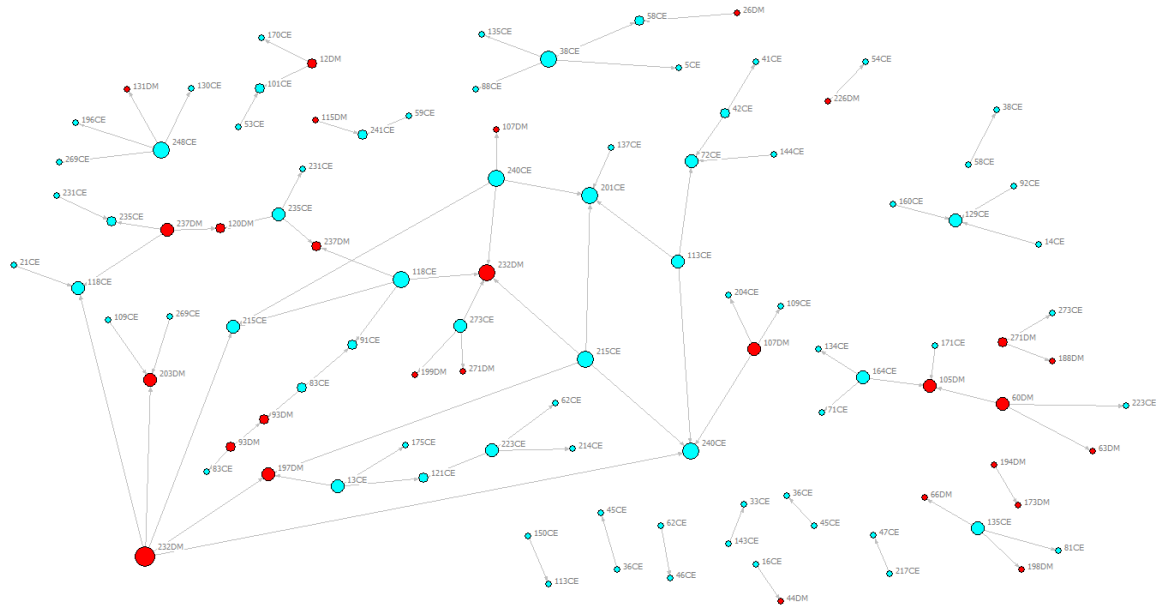 26DM
58CE
135CE
170CE
38CE
12DM
54CE
41CE
5CE
131DM
130CE
101CE
88CE
226DM
38CE
59CE
42CE
115DM
196CE
53CE
107DM
241CE
248CE
137CE
144CE
72CE
269CE
58CE
231CE
240CE
92CE
231CE
201CE
160CE
235CE
129CE
235CE
237DM
120DM
237DM
14CE
113CE
21CE
232DM
118CE
118CE
204CE
109CE
273CE
109CE
269CE
273CE
215CE
271DM
91CE
107DM
134CE
171CE
215CE
188DM
271DM
199DM
203DM
164CE
105DM
83CE
60DM
62CE
223CE
71CE
93DM
93DM
175CE
223CE
214CE
240CE
63DM
194DM
83CE
197DM
121CE
13CE
36CE
66DM
33CE
173DM
45CE
62CE
45CE
135CE
150CE
47CE
143CE
232DM
81CE
16CE
36CE
198DM
217CE
46CE
113CE
44DM